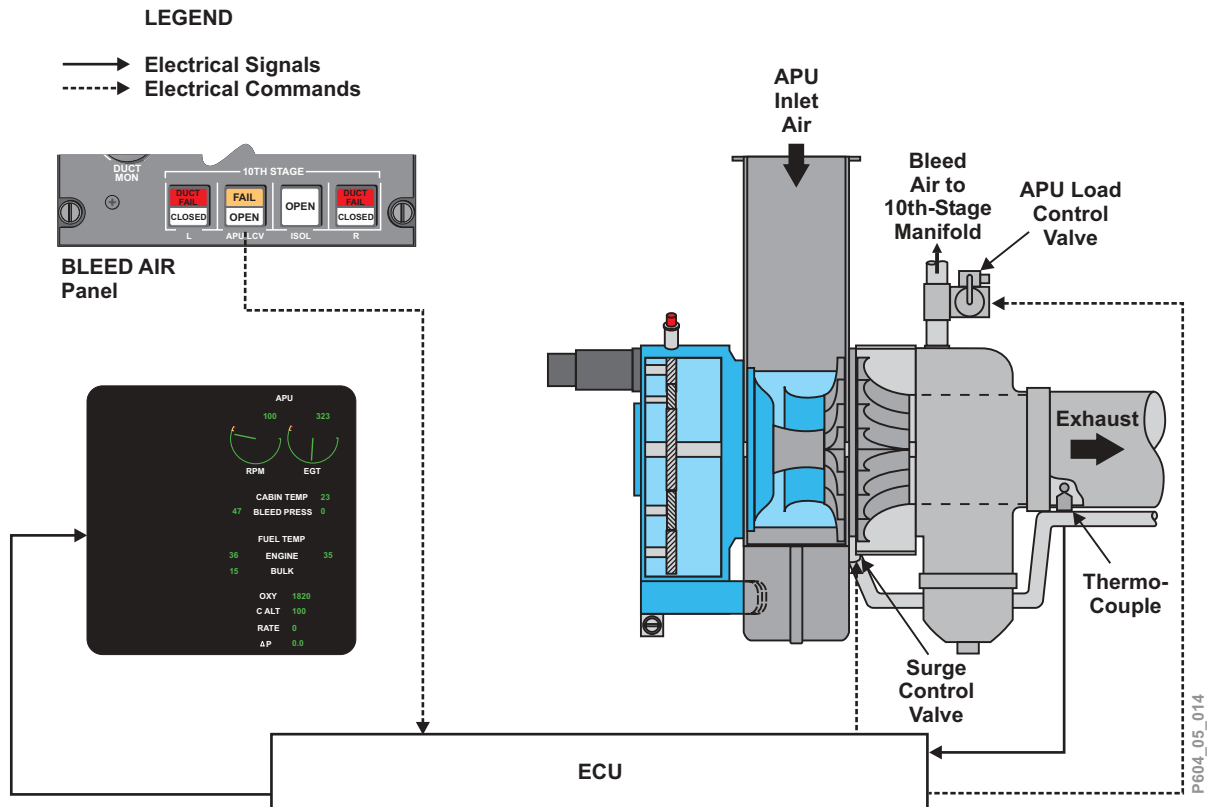 LEGEND
Electrical Signals
Electrical Commands
DUCT
MON
10TH STAGE
DUCT
FAIL
CLOSED
FAIL
OPEN
OPEN
DUCT
FAIL
CLOSED
L
APU LCV
ISOL
R
BLEED AIR
Panel
APU
Inlet
Air
Bleed
Air to
10th-Stage
Manifold
APU Load
Control
Valve
APU
100 323
RPM EGT
CABIN TEMP 23
47 BLEED PRESS 0
FUEL TEMP
36 ENGINE 35
15 BULK
OXY 1820
C ALT 100
RATE 0
ΔP 0.0
Exhaust
Thermo-
Couple
Surge
Control
Valve
ECU
P604_05_014